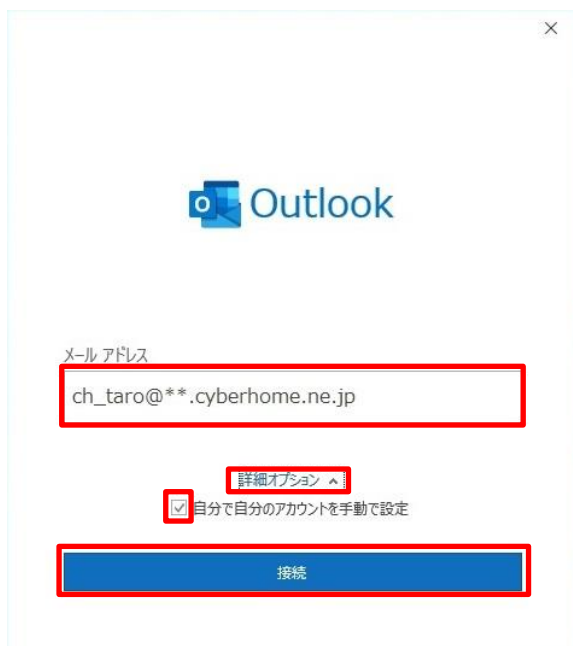 Outlook
メール アドレス
ch_taro@**.cyberhome.ne.jp
詳細オプション
自分で自分のアカウントを手動で設定
接続